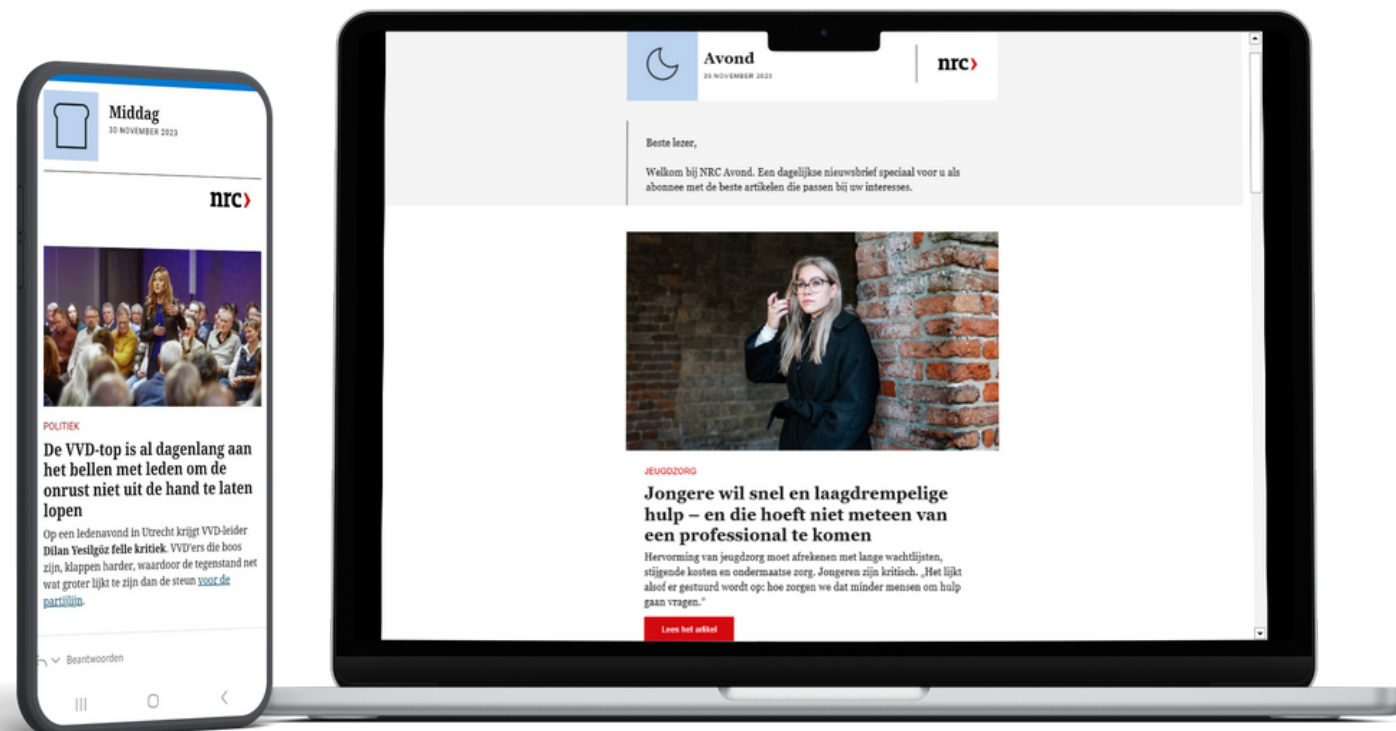 Middag
30 NOVEMBER 2023
nrc›
POLITIEK
De VVD-top is al dagenlang aan
het bellen met leden om de
onrust niet uit de hand te laten
lopen
Op een ledenavond in Utrecht krijgt VVD-leider
Dilan Yesilgöz felle kritiek. VVD'ers die boos
zijn, klappen harder, waardoor de tegenstand net
wat groter lijkt te zijn dan de steun voor de
partijlijn.
Beantwoorden
Avond
29 NOVEMBER 2023
nrc›
Beste lezer,
Welkom bij NRC Avond. Een dagelijkse nieuwsbrief speciaal voor u als
abonnee met de beste artikelen die passen bij uw interesses.
JEUGDZORG
Jongere wil snel en laagdrempelige
hulp – en die hoeft niet meteen van
een professional te komen
Hervorming van jeugdzorg moet afrekenen met lange wachtlijsten,
stijgende kosten en ondermaatse zorg. Jongeren zijn kritisch. „Het lijkt
alsof er gestuurd wordt op: hoe zorgen we dat minder mensen om hulp
gaan vragen.”
Lees het artikel